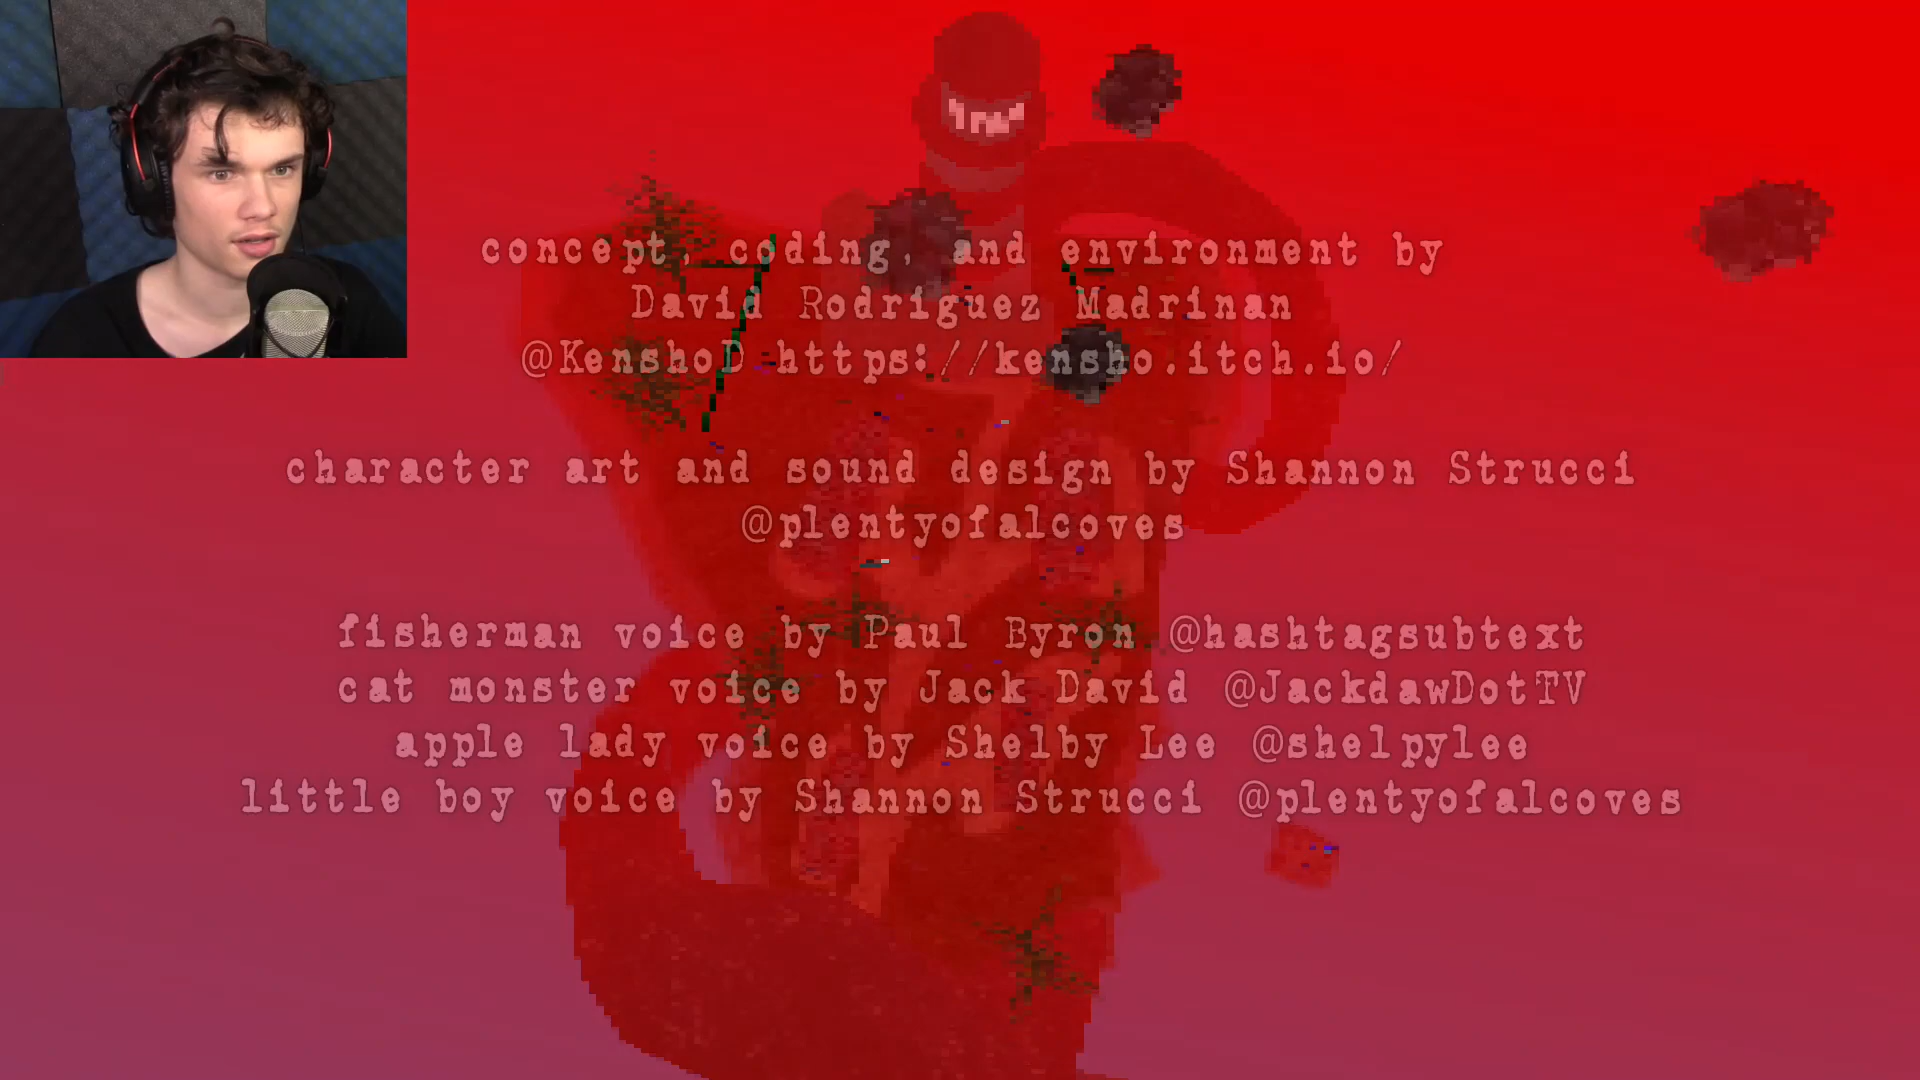 concept, coding, and environment by
David Rodriguez Madrinan
@KenshoD https://kensho.itch.io/
character art and sound design by Shannon Strucci
@plentyofalcoves
fisherman voice by Paul Byron @hashtagsubtext
cat monster voice by Jack David @JackdawDotTV
apple lady voice by Shelby Lee @shelpylee
little boy voice by Shannon Strucci @plentyofalcoves